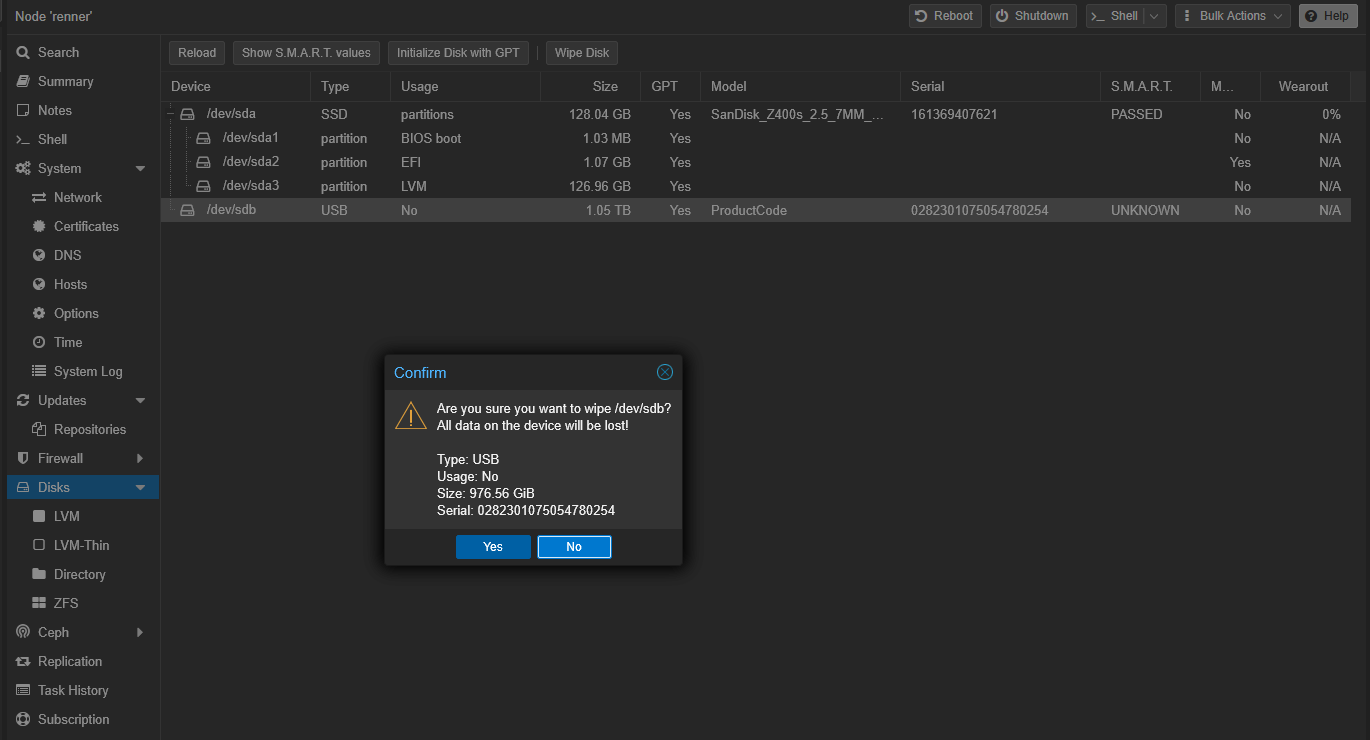 Node 'renner'
Reboot
Shutdown
Shell
Bulk Actions
Help
Search
Summary
Notes
Shell
System
Network
Certificates
DNS
Hosts
Options
Time
System Log
Updates
Repositories
Firewall
Disks
LVM
LVM-Thin
Directory
ZFS
Ceph
Replication
Task History
Subscription
Reload
Show S.M.A.R.T. values
Initialize Disk with GPT
Wipe Disk
Device Type Usage Size GPT Model Serial S.M.A.R.T. M... Wearout
/dev/sda SSD partitions 128.04 GB Yes SanDisk_Z400s_2.5_7MM_... 161369407621 PASSED No 0%
/dev/sda1 partition BIOS boot 1.03 MB Yes No N/A
/dev/sda2 partition EFI 1.07 GB Yes Yes N/A
/dev/sda3 partition LVM 126.96 GB Yes No N/A
/dev/sdb USB No 1.05 TB Yes ProductCode 0282301075054780254 UNKNOWN No N/A
Confirm
Are you sure you want to wipe /dev/sdb?
All data on the device will be lost!
Type: USB
Usage: No
Size: 976.56 GiB
Serial: 0282301075054780254
Yes
No